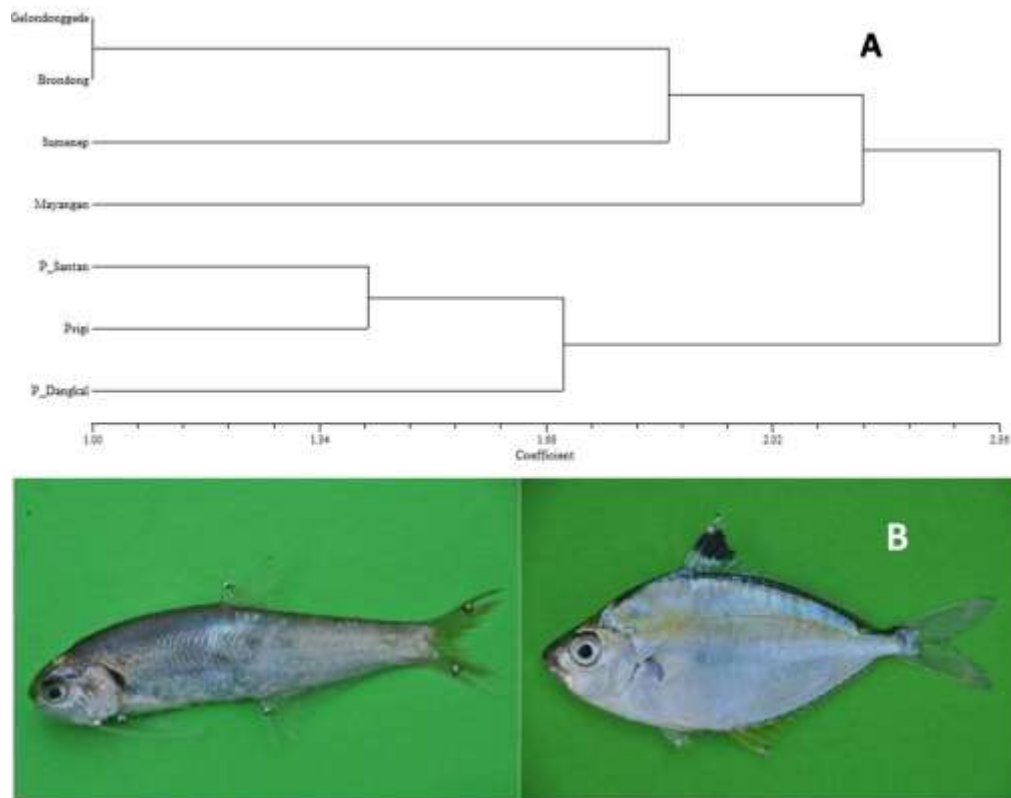 Gelondonggede
A
Brondong
Sumenep
Mayangan
P_Santan
Prigi
P_Dangkal
1.00
1.34
1.68
2.02
2.36
Coefficient
B